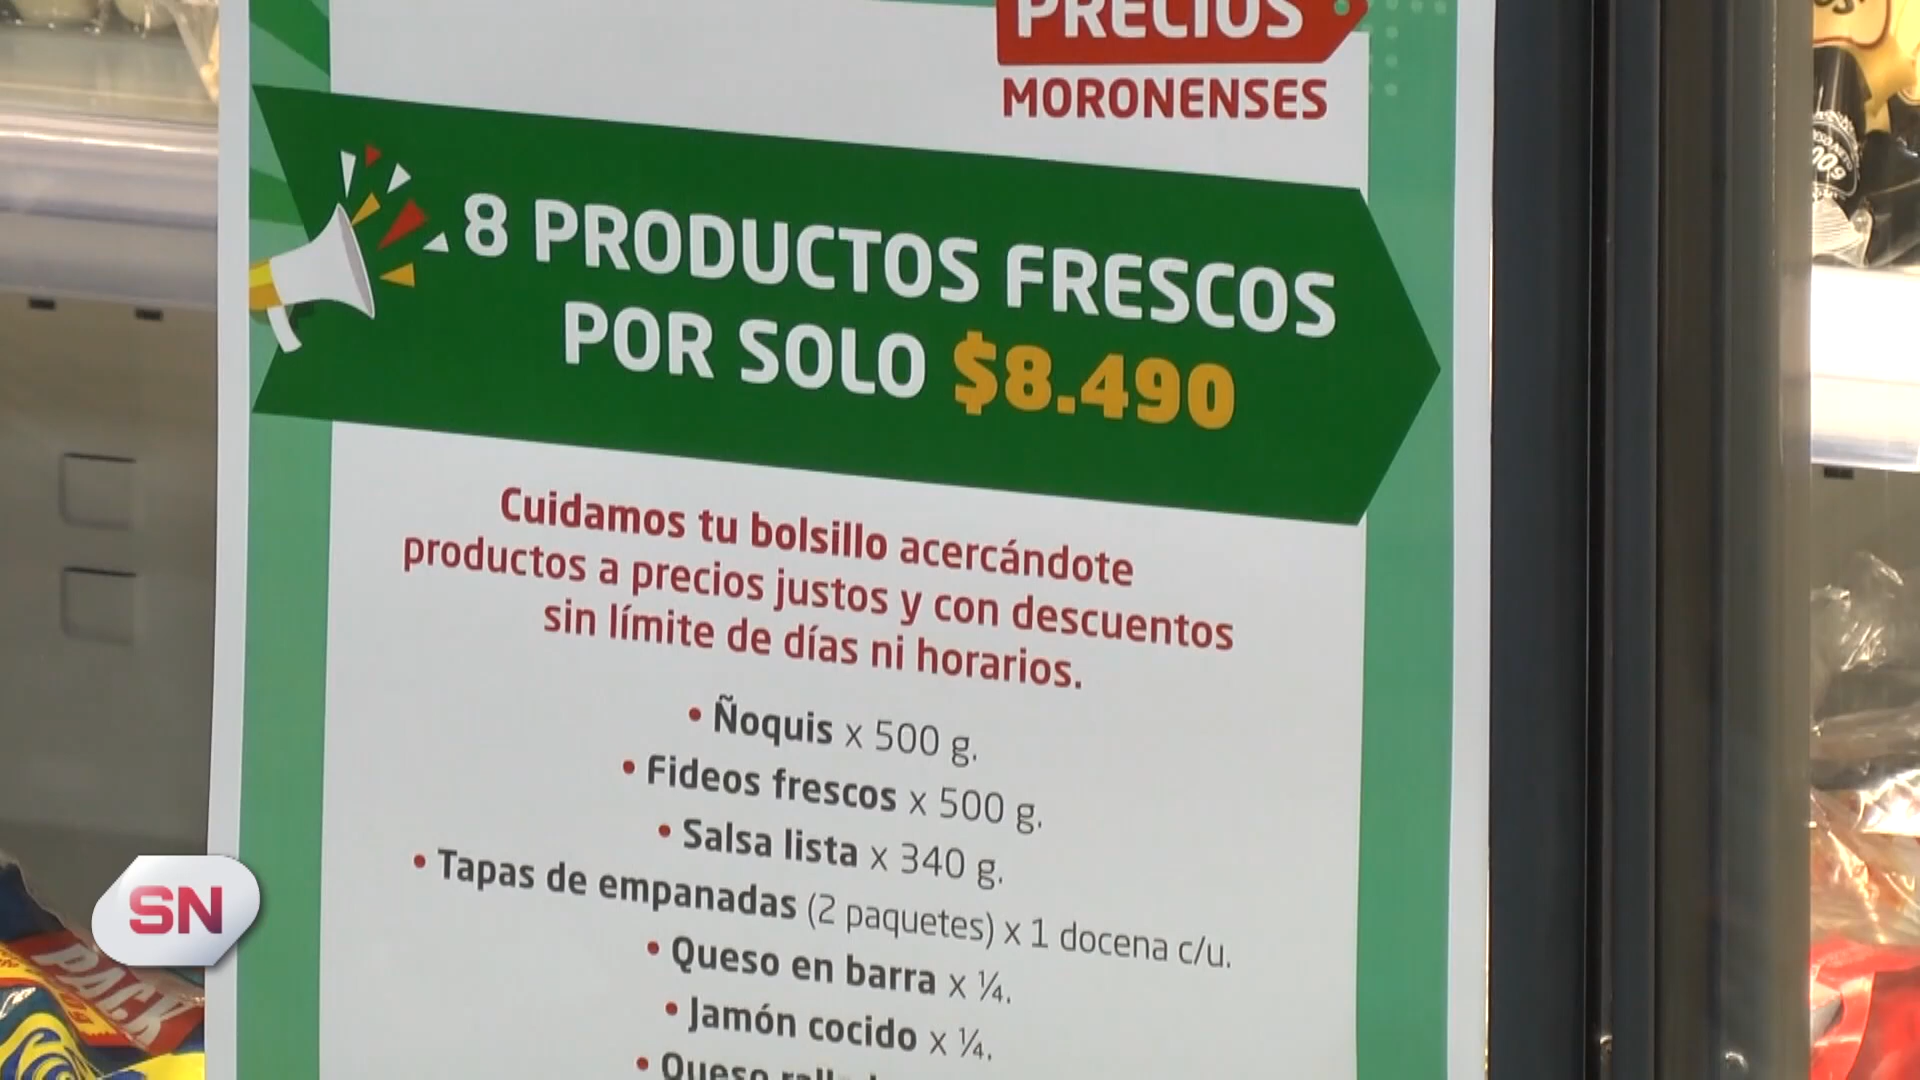 PRECIOS
MORONENSES
8 PRODUCTOS FRESCOS
POR SOLO $8.490
Cuidamos tu bolsillo acercándote
productos a precios justos y con descuentos
sin límite de días ni horarios.
• Ñoquis x 500 g.
• Fideos frescos x 500 g.
• Salsa lista x 340 g.
• Tapas de empanadas (2 paquetes) x 1 docena c/u.
• Queso en barra x ¼.
• Jamón cocido x ¼.
• Queso
SN
PACK